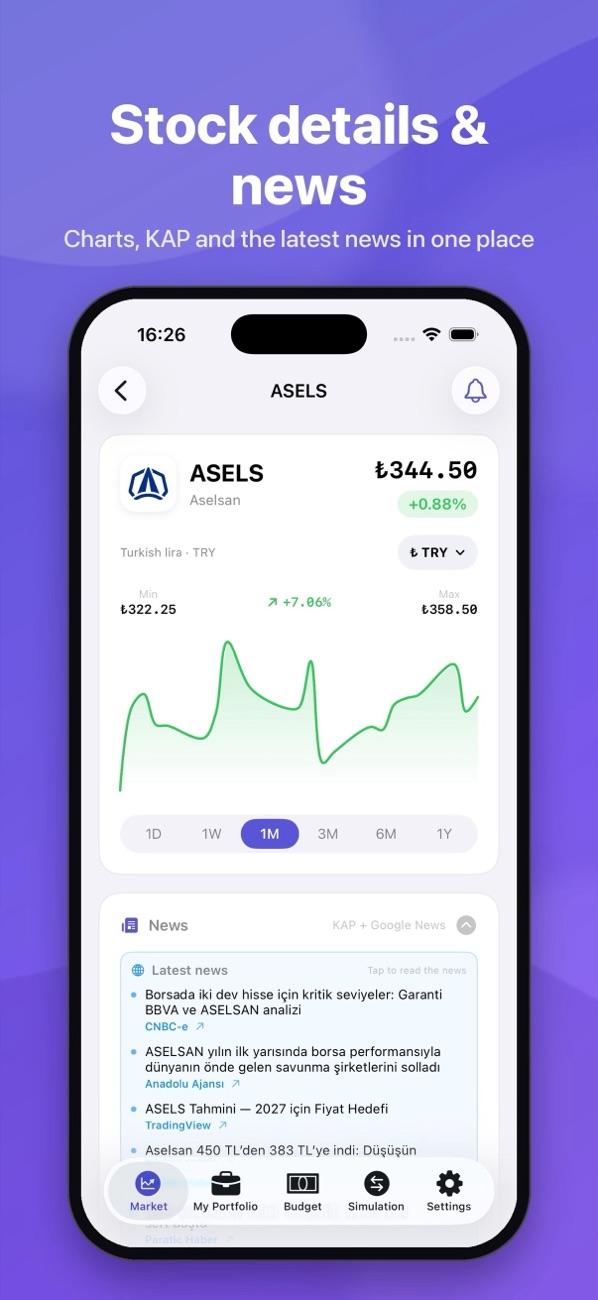 Stock details &
news
Charts, KAP and the latest news in one place
16:26
ASELS
ASELS
₺344.50
Aselsan
+0.88%
Turkish lira · TRY
₺ TRY
Min
Max
₺322.25
↗ +7.06%
₺358.50
1D 1W 1M 3M 6M 1Y
News
KAP + Google News
Latest news
Tap to read the news
Borsada iki dev hisse için kritik seviyeler: Garanti
BBVA ve ASELSAN analizi
CNBC-e ↗
ASELSAN yılın ilk yarısında borsa performansıyla
dünyanın önde gelen savunma şirketlerini solladı
Anadolu Ajansı ↗
ASELS Tahmini — 2027 için Fiyat Hedefi
TradingView ↗
Aselsan 450 TL'den 383 TL'ye indi: Düşüşün
Market My Portfolio Budget Simulation Settings
Paratic Haber ↗